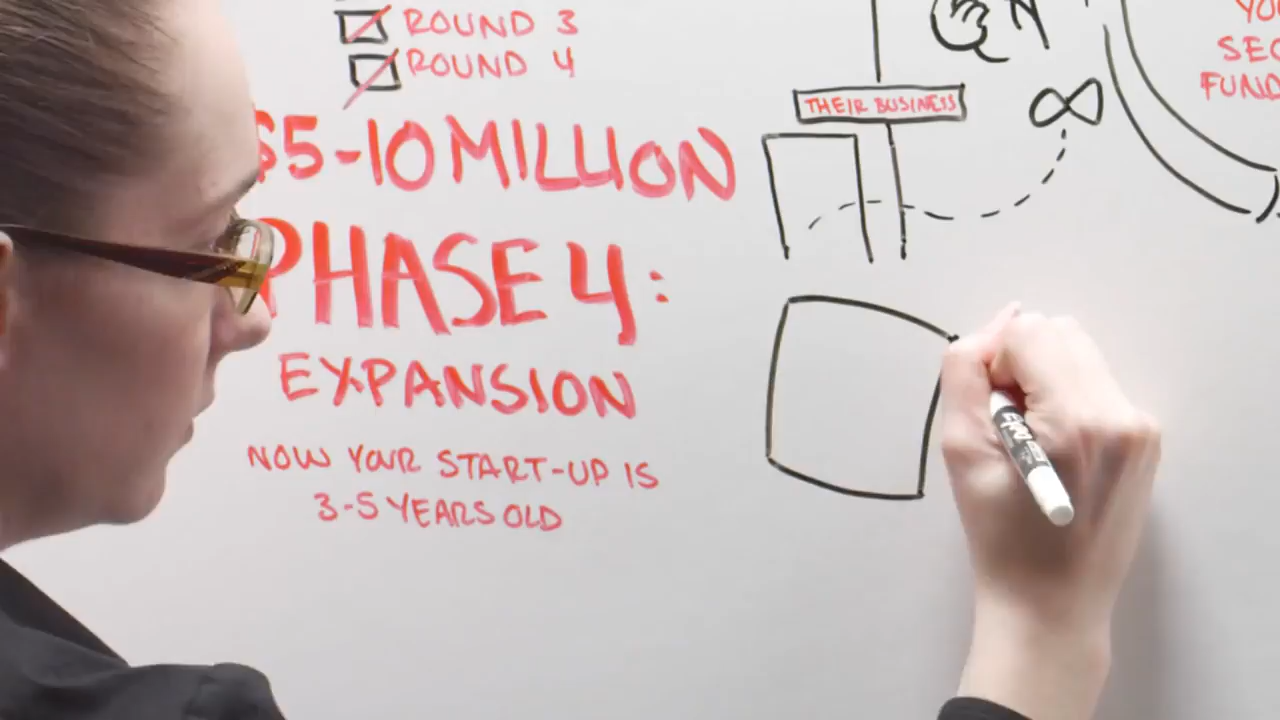 ROUND 3
ROUND 4
$5-10 MILLION
PHASE 4:
EXPANSION
NOW YOUR START-UP IS
3-5 YEARS OLD
THEIR BUSINESS
EXPO